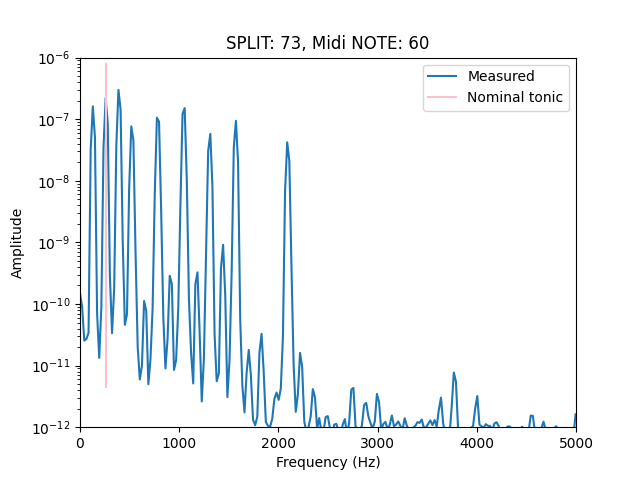 SPLIT: 73, Midi NOTE: 60
Measured
Nominal tonic
Amplitude
10⁻⁶
10⁻⁷
10⁻⁸
10⁻⁹
10⁻¹⁰
10⁻¹¹
10⁻¹²
0 1000 2000 3000 4000 5000
Frequency (Hz)